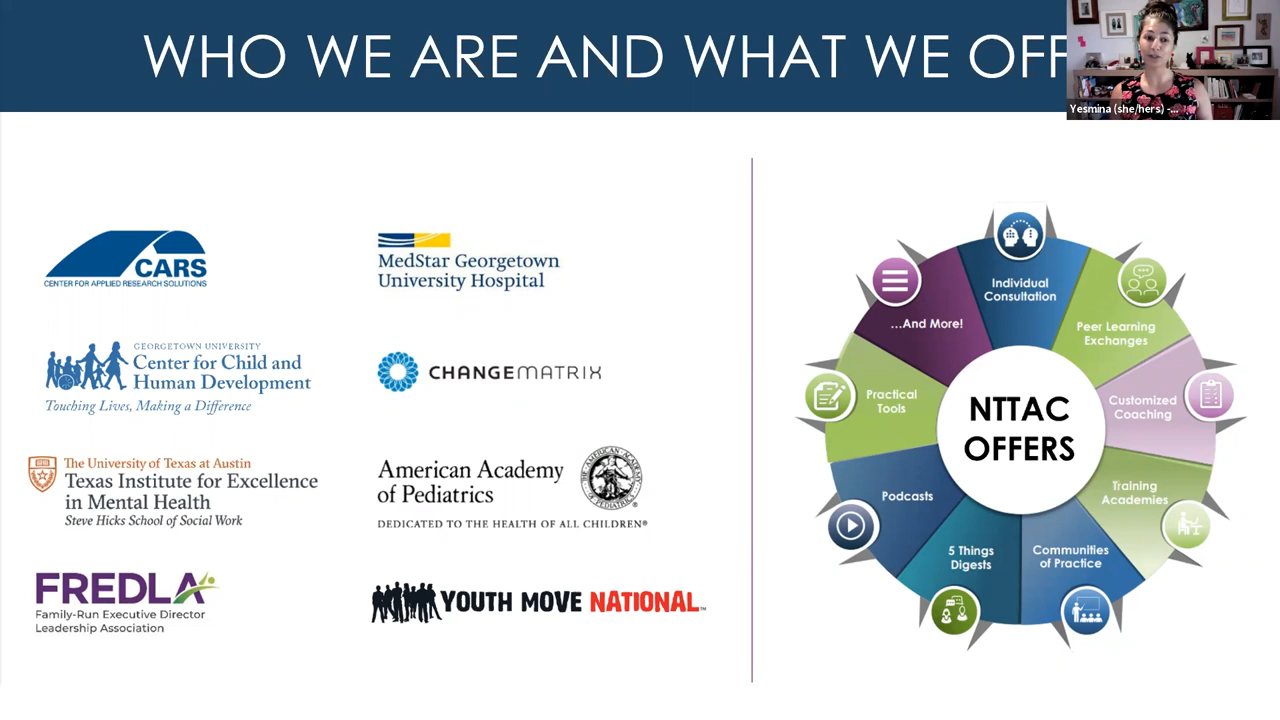 WHO WE ARE AND WHAT WE OFF
Yesmina (she/hers) -...
CARS
CENTER FOR APPLIED RESEARCH SOLUTIONS
MedStar Georgetown
University Hospital
GEORGETOWN UNIVERSITY
Center for Child and
Human Development
Touching Lives, Making a Difference
CHANGEMATRIX
The University of Texas at Austin
Texas Institute for Excellence
in Mental Health
Steve Hicks School of Social Work
American Academy
of Pediatrics
DEDICATED TO THE HEALTH OF ALL CHILDREN®
FREDLA
Family-Run Executive Director
Leadership Association
YOUTH MOVE NATIONAL™
NTTAC
OFFERS
Individual
Consultation
Peer Learning
Exchanges
Customized
Coaching
Training
Academies
Communities
of Practice
5 Things
Digests
Podcasts
Practical
Tools
...And More!